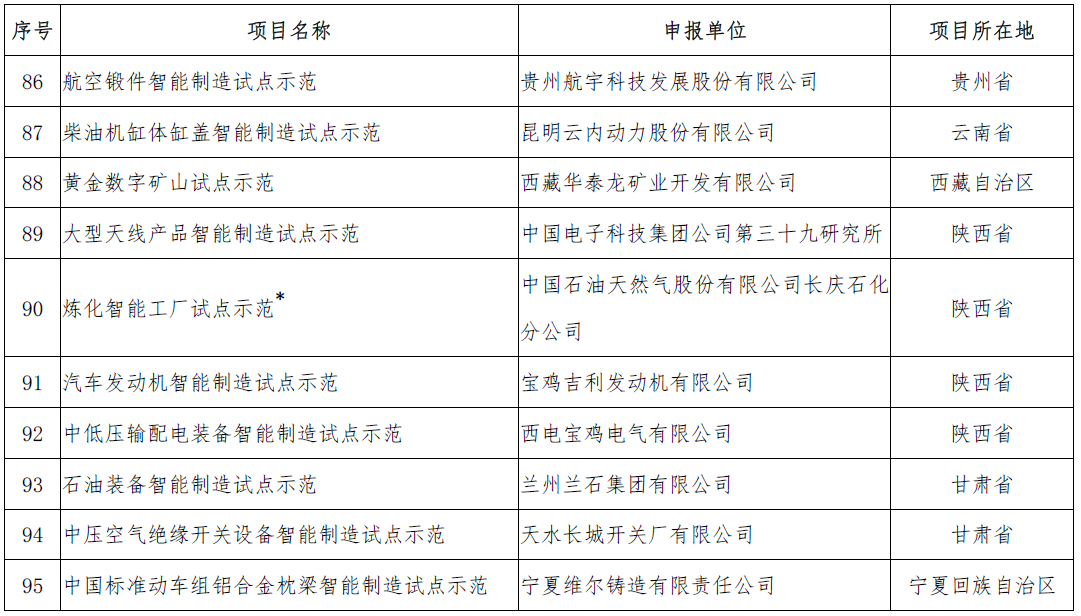 序号 项目名称 申报单位 项目所在地
86 航空锻件智能制造试点示范 贵州航宇科技发展股份有限公司 贵州省
87 柴油机缸体缸盖智能制造试点示范 昆明云内动力股份有限公司 云南省
88 黄金数字矿山试点示范 西藏华泰龙矿业开发有限公司 西藏自治区
89 大型天线产品智能制造试点示范 中国电子科技集团公司第三十九研究所 陕西省
90 炼化智能工厂试点示范* 中国石油天然气股份有限公司长庆石化 陕西省
分公司
91 汽车发动机智能制造试点示范 宝鸡吉利发动机有限公司 陕西省
92 中低压输配电装备智能制造试点示范 西电宝鸡电气有限公司 陕西省
93 石油装备智能制造试点示范 兰州兰石集团有限公司 甘肃省
94 中压空气绝缘开关设备智能制造试点示范 天水长城开关厂有限公司 甘肃省
95 中国标准动车组铝合金枕梁智能制造试点示范 宁夏维尔铸造有限责任公司 宁夏回族自治区